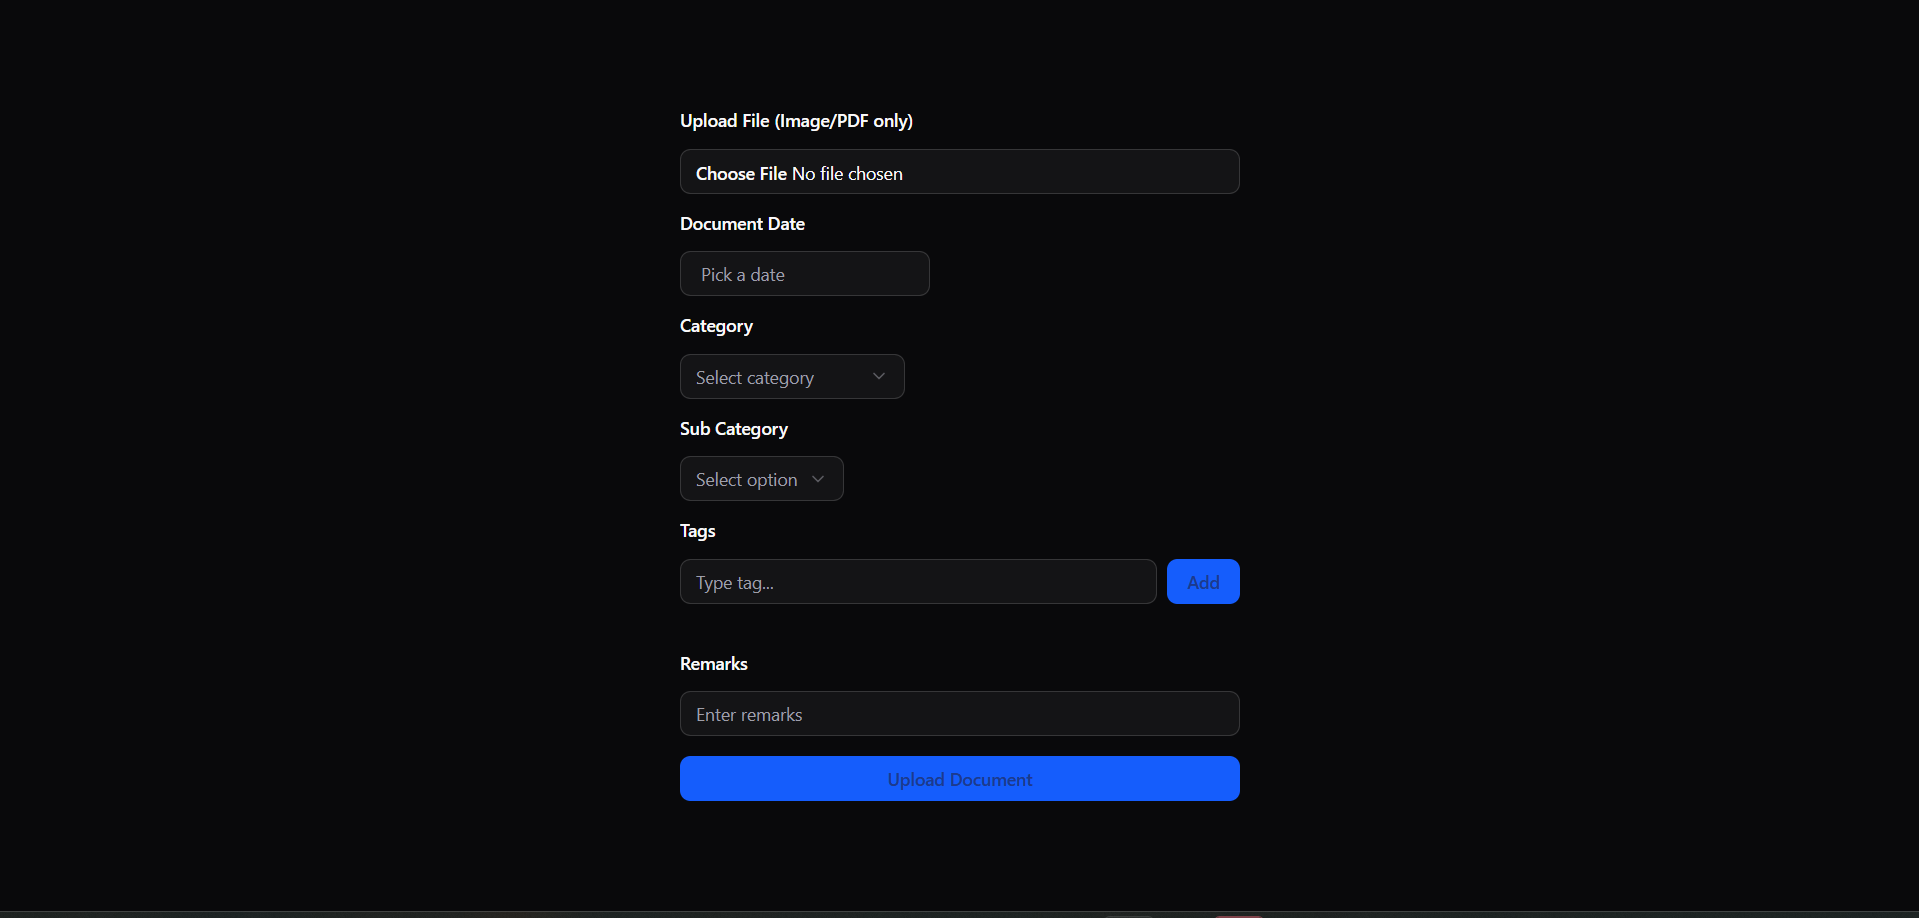 Upload File (Image/PDF only)
Choose File No file chosen
Document Date
Pick a date
Category
Select category
Sub Category
Select option
Tags
Type tag...
Add
Remarks
Enter remarks
Upload Document